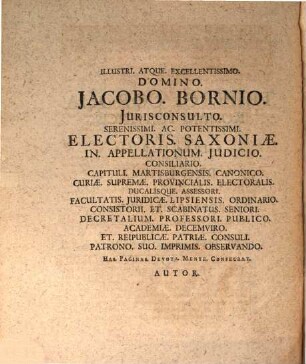 ILLUSTRI. ATQUE. EXCELLENTISSIMO.
DOMINO.
JACOBO. BORNIO.
JURISCONSULTO.
SERENISSIMI. AC. POTENTISSIMI.
ELECTORIS. SAXONIÆ.
IN. APPELLATIONUM. JUDICIO.
CONSILIARIO.
CAPITULI. MARTISBURGENSIS. CANONICO.
CURIÆ. SUPREMÆ. PROVINCIALIS. ELECTORALIS.
DUCALISQUE. ASSESSORI.
FACULTATIS. JURIDICÆ. LIPSIENSIS. ORDINARIO.
CONSISTORII. ET. SCABINATUS. SENIORI.
DECRETALIUM. PROFESSORI. PUBLICO.
ACADEMIÆ. DECEMVIRO.
ET. REIPUBLICÆ. PATRIÆ. CONSULI.
PATRONO. SUO. IMPRIMIS. OBSERVANDO.
HAS. PAGINAS. DEVOTA. MENTE. CONSECRAT.
AUTOR.